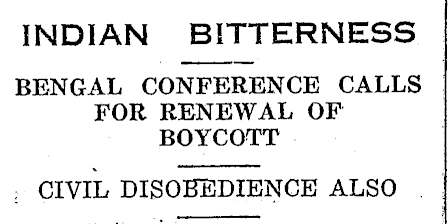 INDIAN BITTERNESS
BENGAL CONFERENCE CALLS
FOR RENEWAL OF
BOYCOTT
CIVIL DISOBEDIENCE ALSO